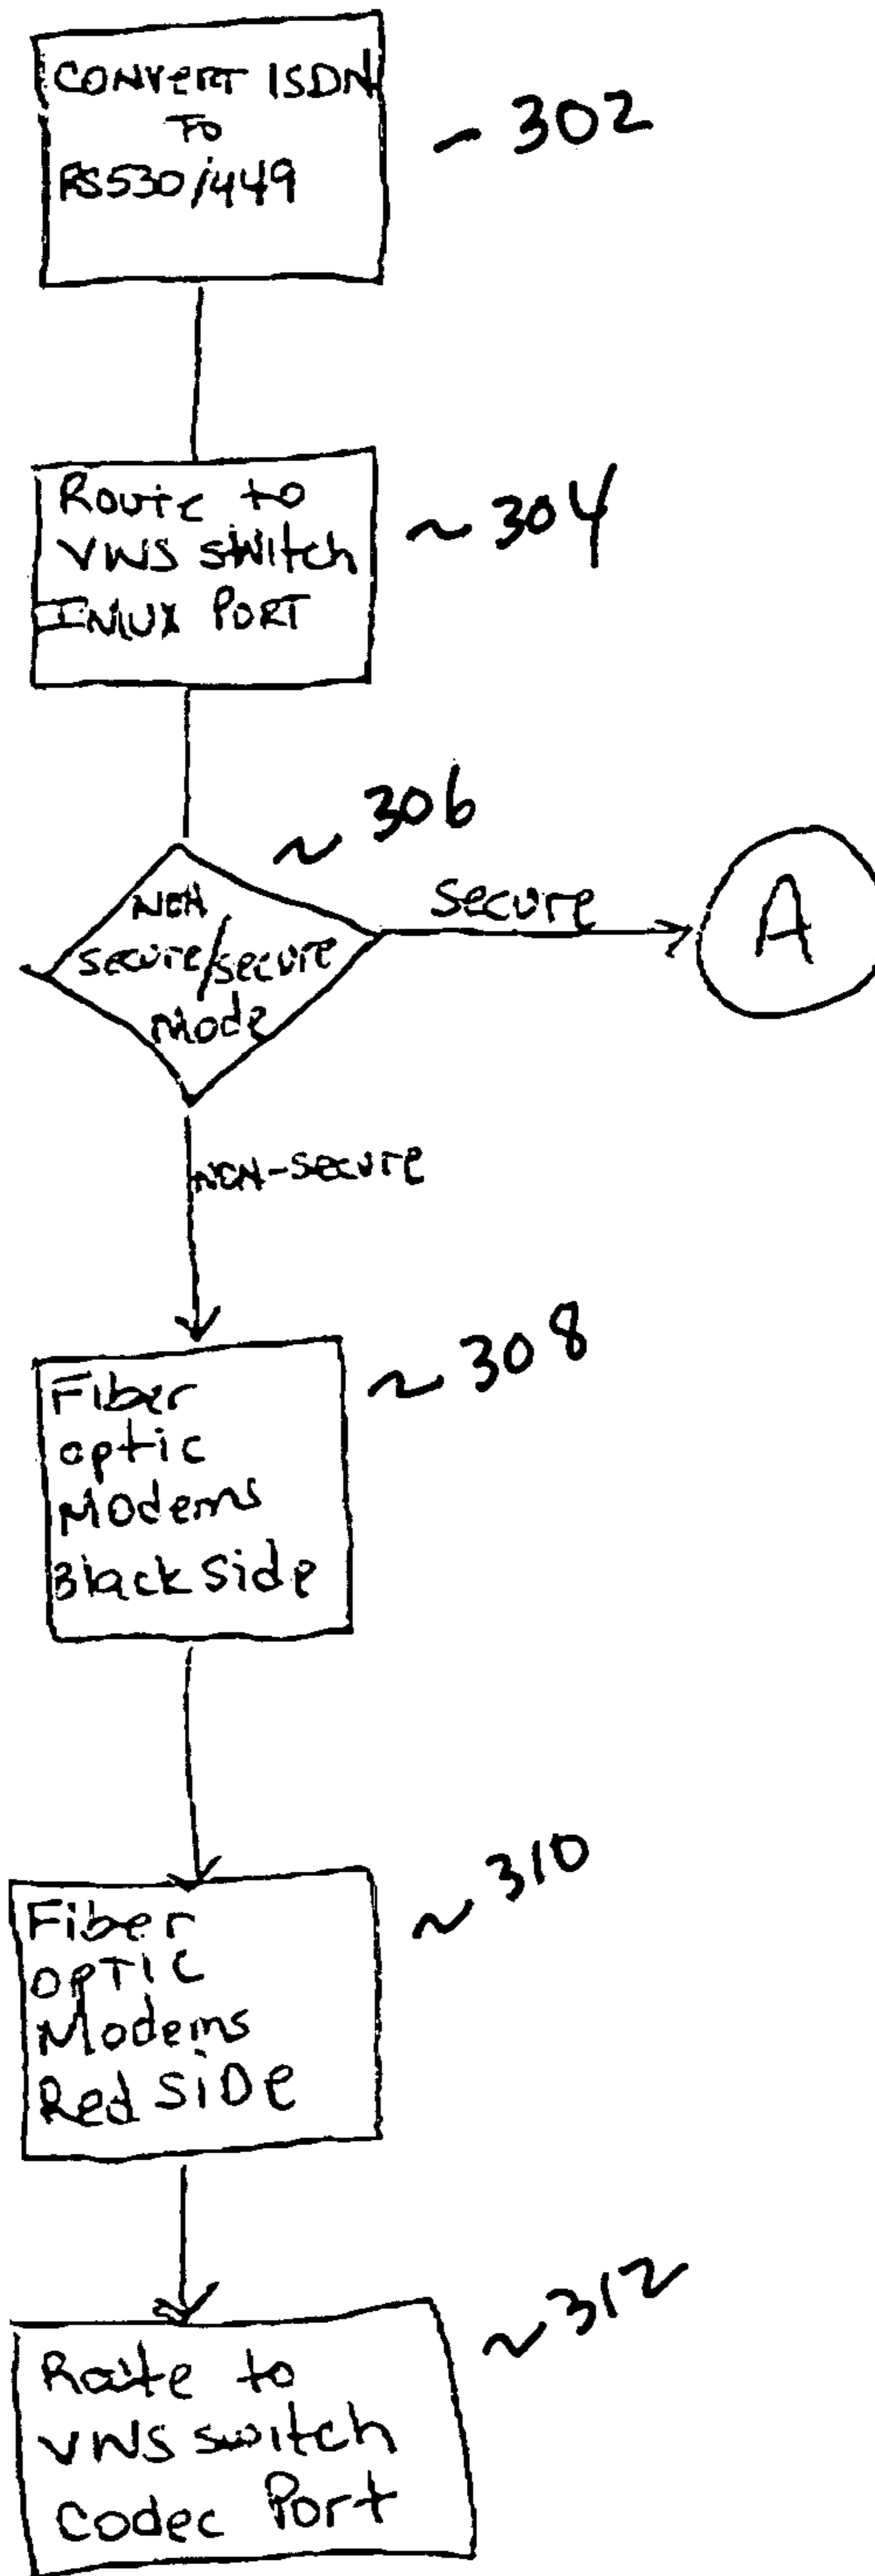 CONVERT ISDN
TO
RS530/449
- 302
Route to
VWS switch
IMUX PORT
~ 304
~ 306
NON
secure/secure
Mode
Secure
A
NON-secure
Fiber
optic
Modems
Black Side
~ 308
Fiber
OPTIC
Modems
Red SiDe
~ 310
Route to
VWS switch
Codec Port
~ 312